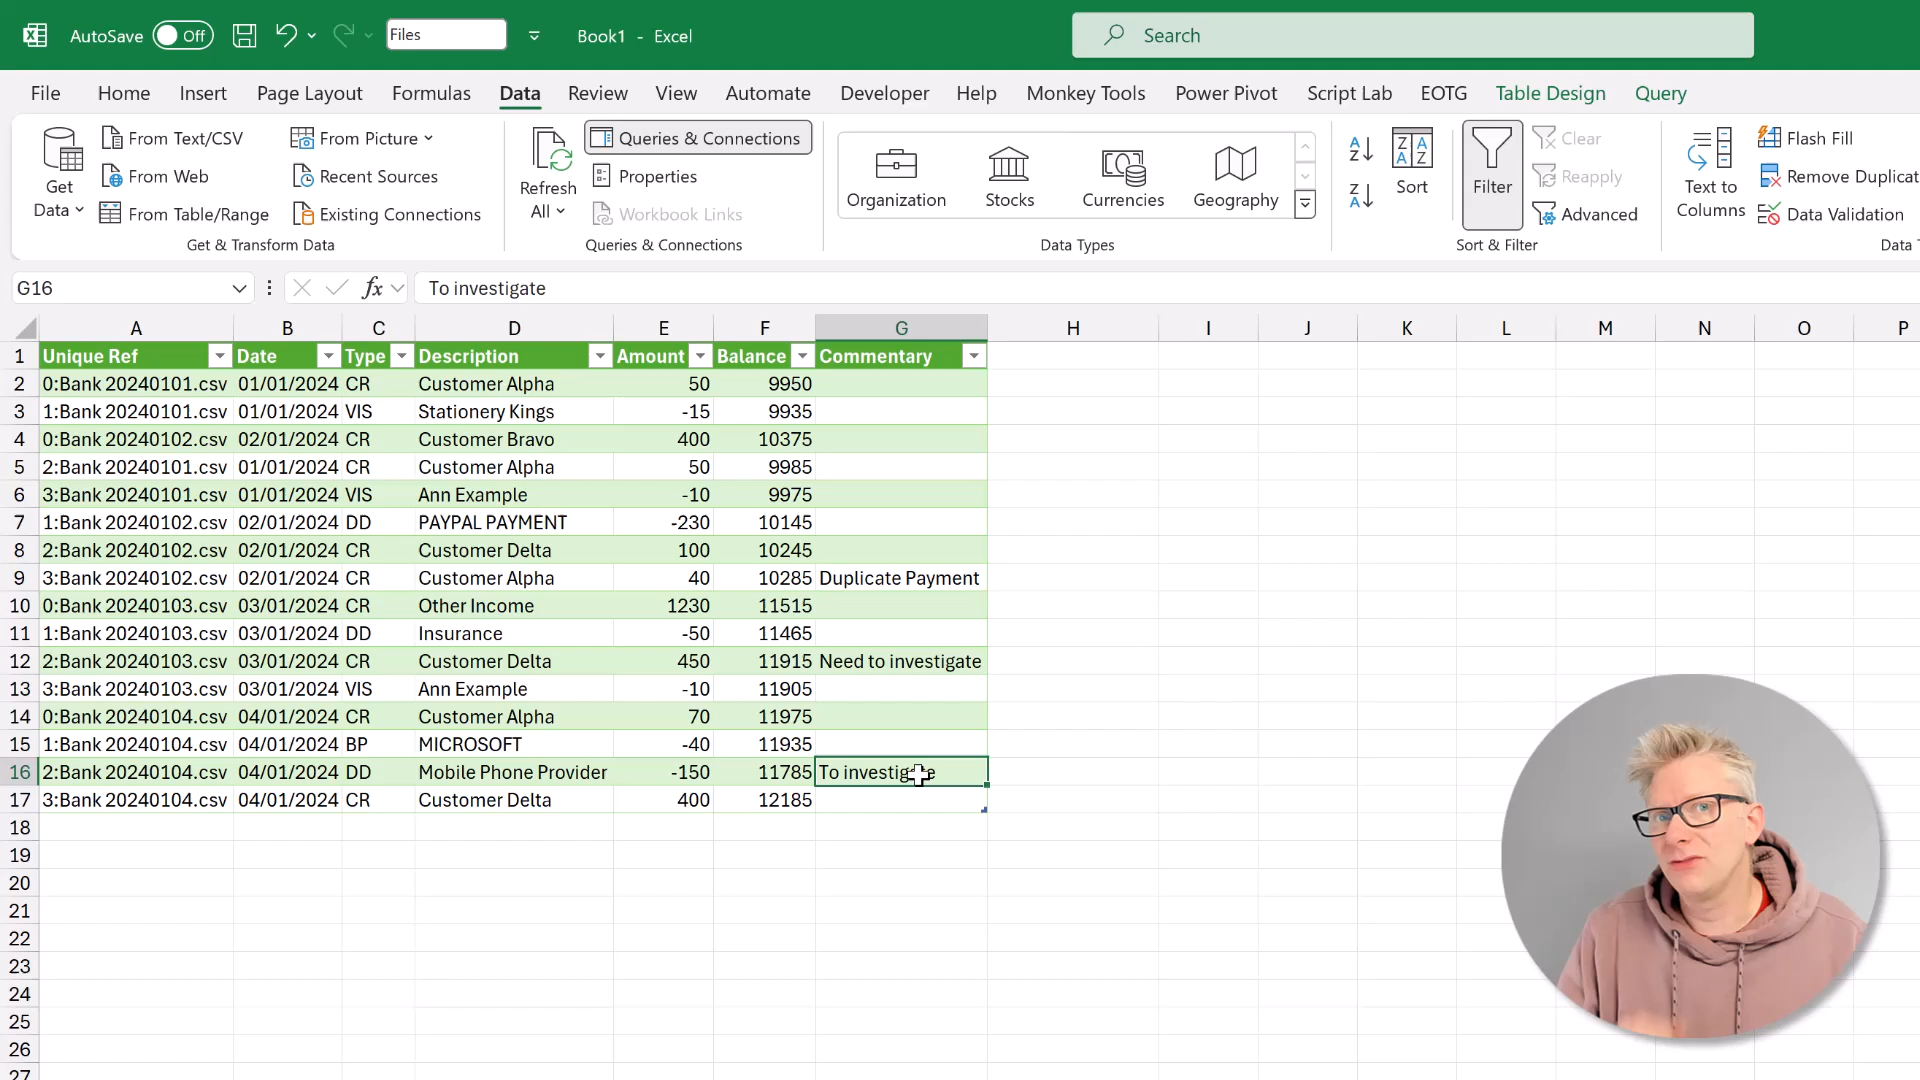 AutoSave Off Files Book1 - Excel Search
File Home Insert Page Layout Formulas Data Review View Automate Developer Help Monkey Tools Power Pivot Script Lab EOTG Table Design Query
Get Data
From Text/CSV
From Web
From Table/Range
From Picture
Recent Sources
Existing Connections
Get & Transform Data
Refresh All
Queries & Connections
Properties
Workbook Links
Queries & Connections
Organization Stocks Currencies Geography
Data Types
Sort
Filter
Clear
Reapply
Advanced
Sort & Filter
Text to Columns
Flash Fill
Remove Duplicat
Data Validation
Data T
G16 fx To investigate
A B C D E F G H I J K L M N O P
1 Unique Ref Date Type Description Amount Balance Commentary
2 0:Bank 20240101.csv 01/01/2024 CR Customer Alpha 50 9950
3 1:Bank 20240101.csv 01/01/2024 VIS Stationery Kings -15 9935
4 0:Bank 20240102.csv 02/01/2024 CR Customer Bravo 400 10375
5 2:Bank 20240101.csv 01/01/2024 CR Customer Alpha 50 9985
6 3:Bank 20240101.csv 01/01/2024 VIS Ann Example -10 9975
7 1:Bank 20240102.csv 02/01/2024 DD PAYPAL PAYMENT -230 10145
8 2:Bank 20240102.csv 02/01/2024 CR Customer Delta 100 10245
9 3:Bank 20240102.csv 02/01/2024 CR Customer Alpha 40 10285 Duplicate Payment
10 0:Bank 20240103.csv 03/01/2024 CR Other Income 1230 11515
11 1:Bank 20240103.csv 03/01/2024 DD Insurance -50 11465
12 2:Bank 20240103.csv 03/01/2024 CR Customer Delta 450 11915 Need to investigate
13 3:Bank 20240103.csv 03/01/2024 VIS Ann Example -10 11905
14 0:Bank 20240104.csv 04/01/2024 CR Customer Alpha 70 11975
15 1:Bank 20240104.csv 04/01/2024 BP MICROSOFT -40 11935
16 2:Bank 20240104.csv 04/01/2024 DD Mobile Phone Provider -150 11785 To investigate
17 3:Bank 20240104.csv 04/01/2024 CR Customer Delta 400 12185
18
19
20
21
22
23
24
25
26
27